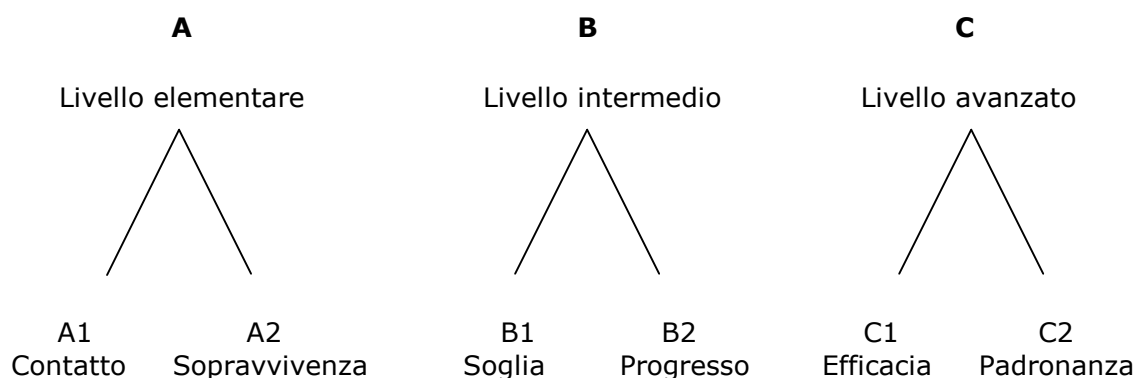 A
B
C
Livello elementare
Livello intermedio
Livello avanzato
A1
Contatto
A2
Sopravvivenza
B1
Soglia
B2
Progresso
C1
Efficacia
C2
Padronanza